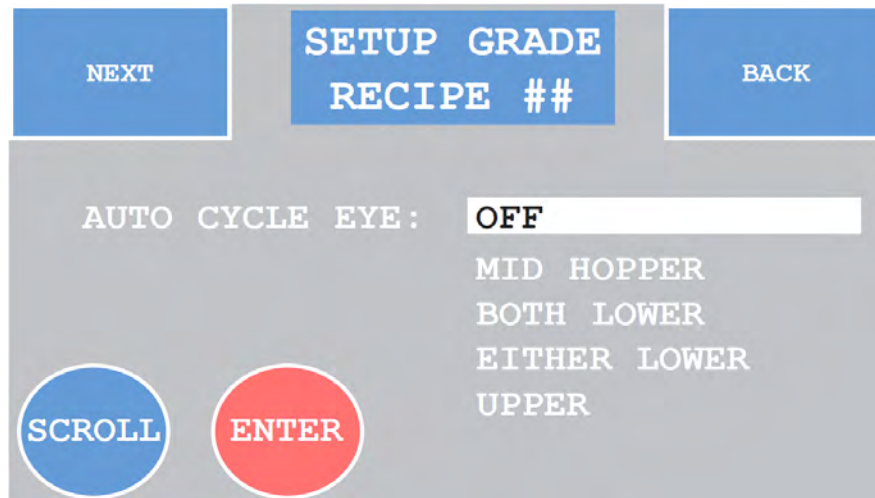 NEXT
SETUP GRADE
RECIPE ##
BACK
AUTO CYCLE EYE: OFF
MID HOPPER
BOTH LOWER
EITHER LOWER
UPPER
SCROLL
ENTER